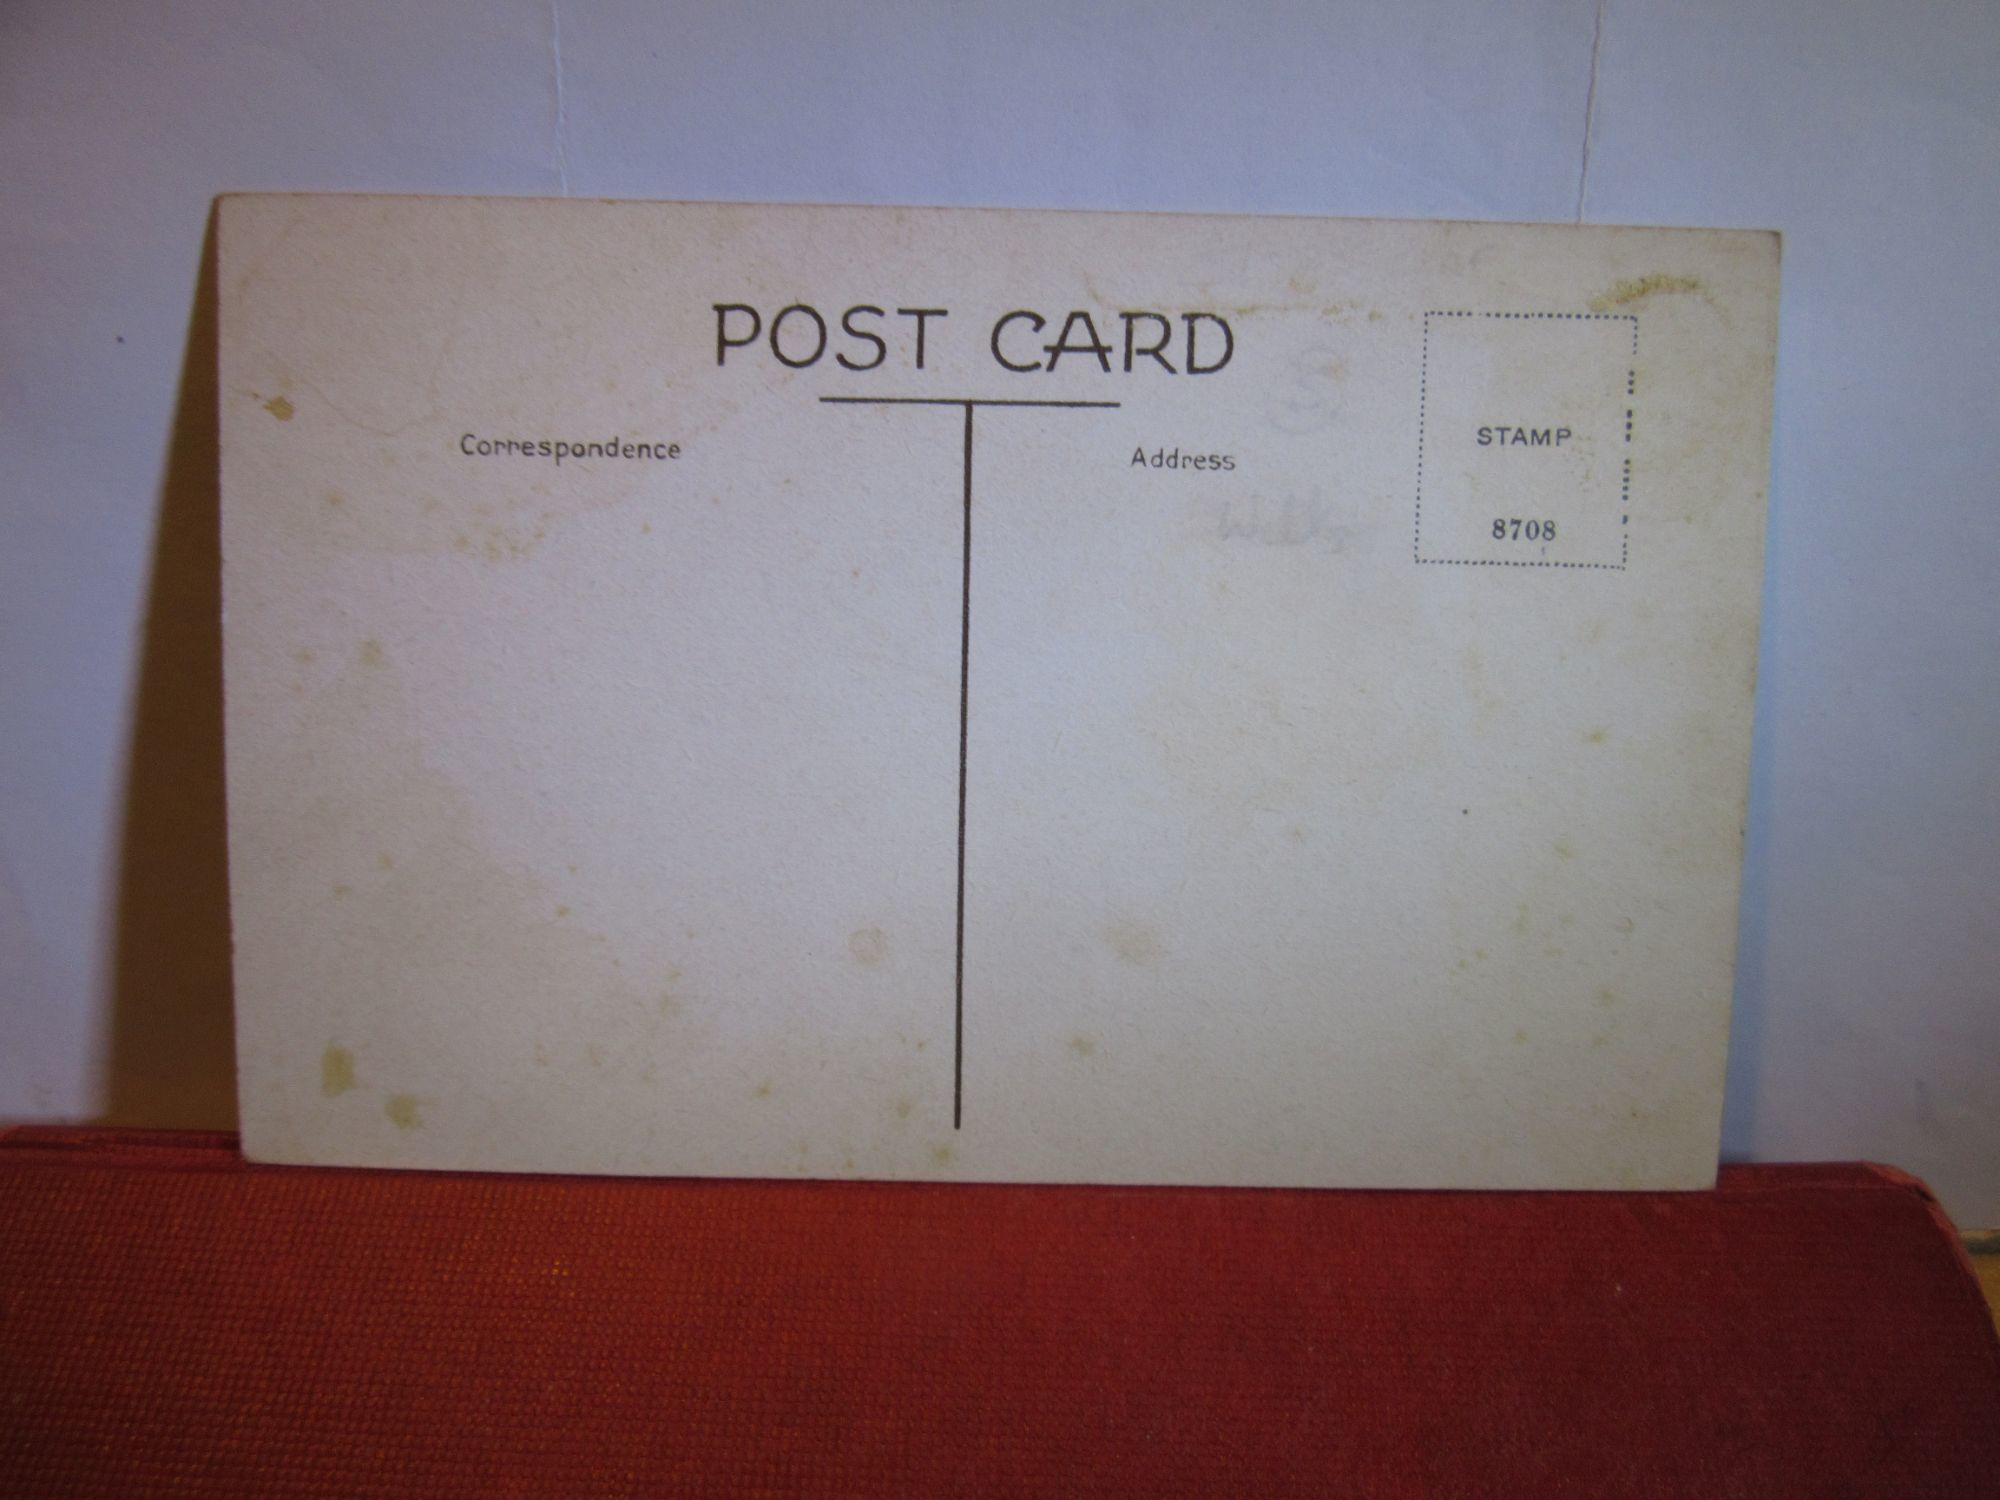 POST CARD
Correspondence
Address
STAMP
8708